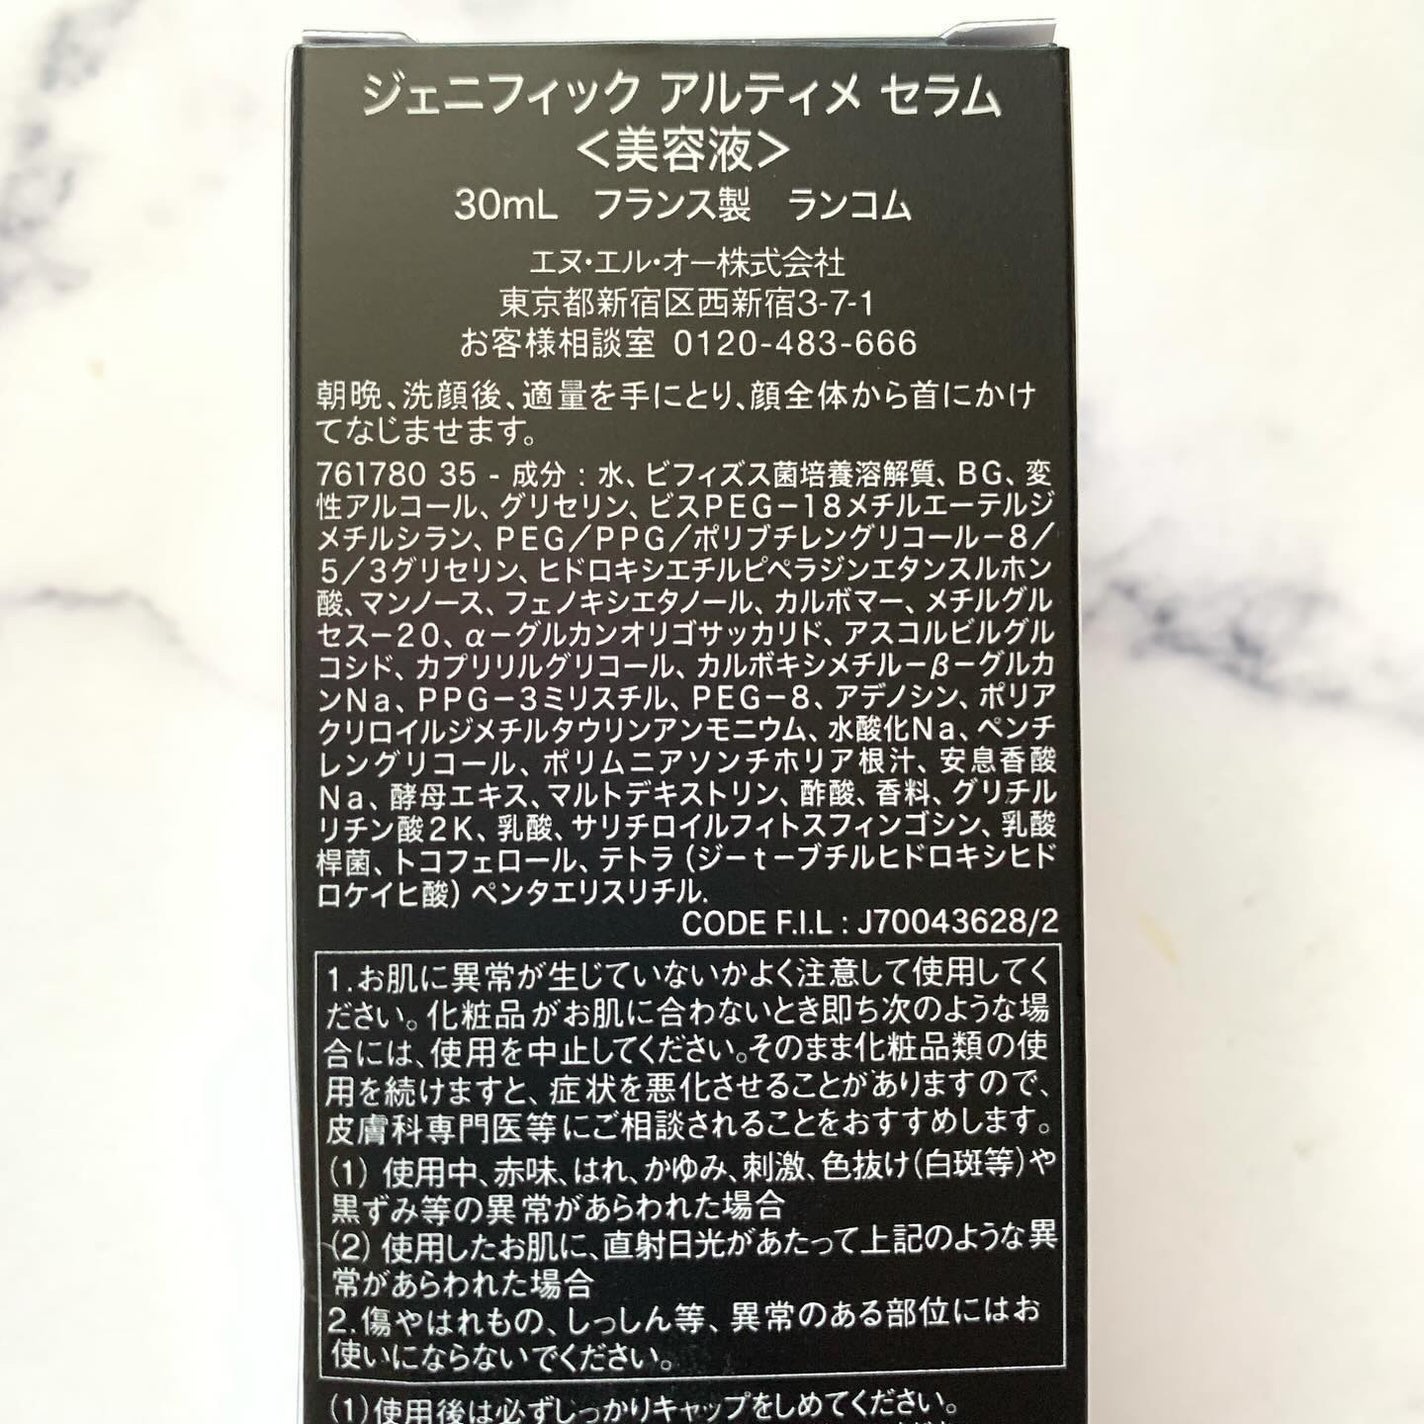 ジェニフィック アルティメ セラム
＜美容液＞
30mL　フランス製　ランコム
エヌ・エル・オー株式会社
東京都新宿区西新宿3-7-1
お客様相談室 0120-483-666
朝晩、洗顔後、適量を手にとり、顔全体から首にかけ
てなじませます。
761780 35 - 成分：水、ビフィズス菌培養溶解質、BG、変
性アルコール、グリセリン、ビスPEG－18メチルエーテルジ
メチルシラン、PEG／PPG／ポリブチレングリコール－8／
5／3グリセリン、ヒドロキシエチルピペラジンエタンスルホン
酸、マンノース、フェノキシエタノール、カルボマー、メチルグル
セス－20、α－グルカンオリゴサッカリド、アスコルビルグル
コシド、カプリリルグリコール、カルボキシメチル－β－グルカ
ンNa、PPG－3ミリスチル、PEG－8、アデノシン、ポリア
クリロイルジメチルタウリンアンモニウム、水酸化Na、ペンチ
レングリコール、ポリムニアソンチホリア根汁、安息香酸
Na、酵母エキス、マルトデキストリン、酢酸、香料、グリチル
リチン酸2K、乳酸、サリチロイルフィトスフィンゴシン、乳酸
桿菌、トコフェロール、テトラ（ジーｔーブチルヒドロキシヒド
ロケイヒ酸）ペンタエリスリチル.
CODE F.I.L : J70043628/2
1.お肌に異常が生じていないかよく注意して使用してく
ださい。化粧品がお肌に合わないとき即ち次のような場
合には、使用を中止してください。そのまま化粧品類の使
用を続けますと、症状を悪化させることがありますので、
皮膚科専門医等にご相談されることをおすすめします。
(1) 使用中、赤味、はれ、かゆみ、刺激、色抜け(白斑等)や
黒ずみ等の異常があらわれた場合
(2) 使用したお肌に、直射日光があたって上記のような異
常があらわれた場合
2.傷やはれもの、しっしん等、異常のある部位にはお
使いにならないでください。
(1)使用後は必ずしっかりキャップをしめてください。